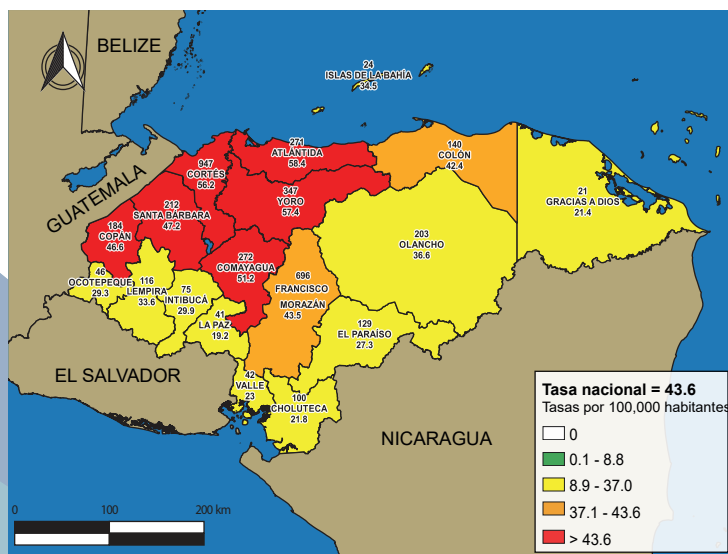 BELIZE
24
ISLAS DE LA BAHÍA
34.5
GUATEMALA
947
CORTÉS
56.2
271
ATLÁNTIDA
58.4
140
COLÓN
42.4
347
YORO
57.4
21
GRACIAS A DIOS
21.4
212
SANTA BÁRBARA
47.2
184
COPÁN
46.6
203
OLANCHO
36.6
272
COMAYAGUA
51.2
46
OCOTEPEQUE
29.3
116
LEMPIRA
33.6
75
INTIBUCÁ
29.9
696
FRANCISCO
MORAZÁN
43.5
41
LA PAZ
19.2
129
EL PARAÍSO
27.3
EL SALVADOR
42
VALLE
23
100
CHOLUTECA
21.8
NICARAGUA
Tasa nacional = 43.6
Tasas por 100,000 habitantes
0
0.1 - 8.8
8.9 - 37.0
37.1 - 43.6
> 43.6
0 100 200 km